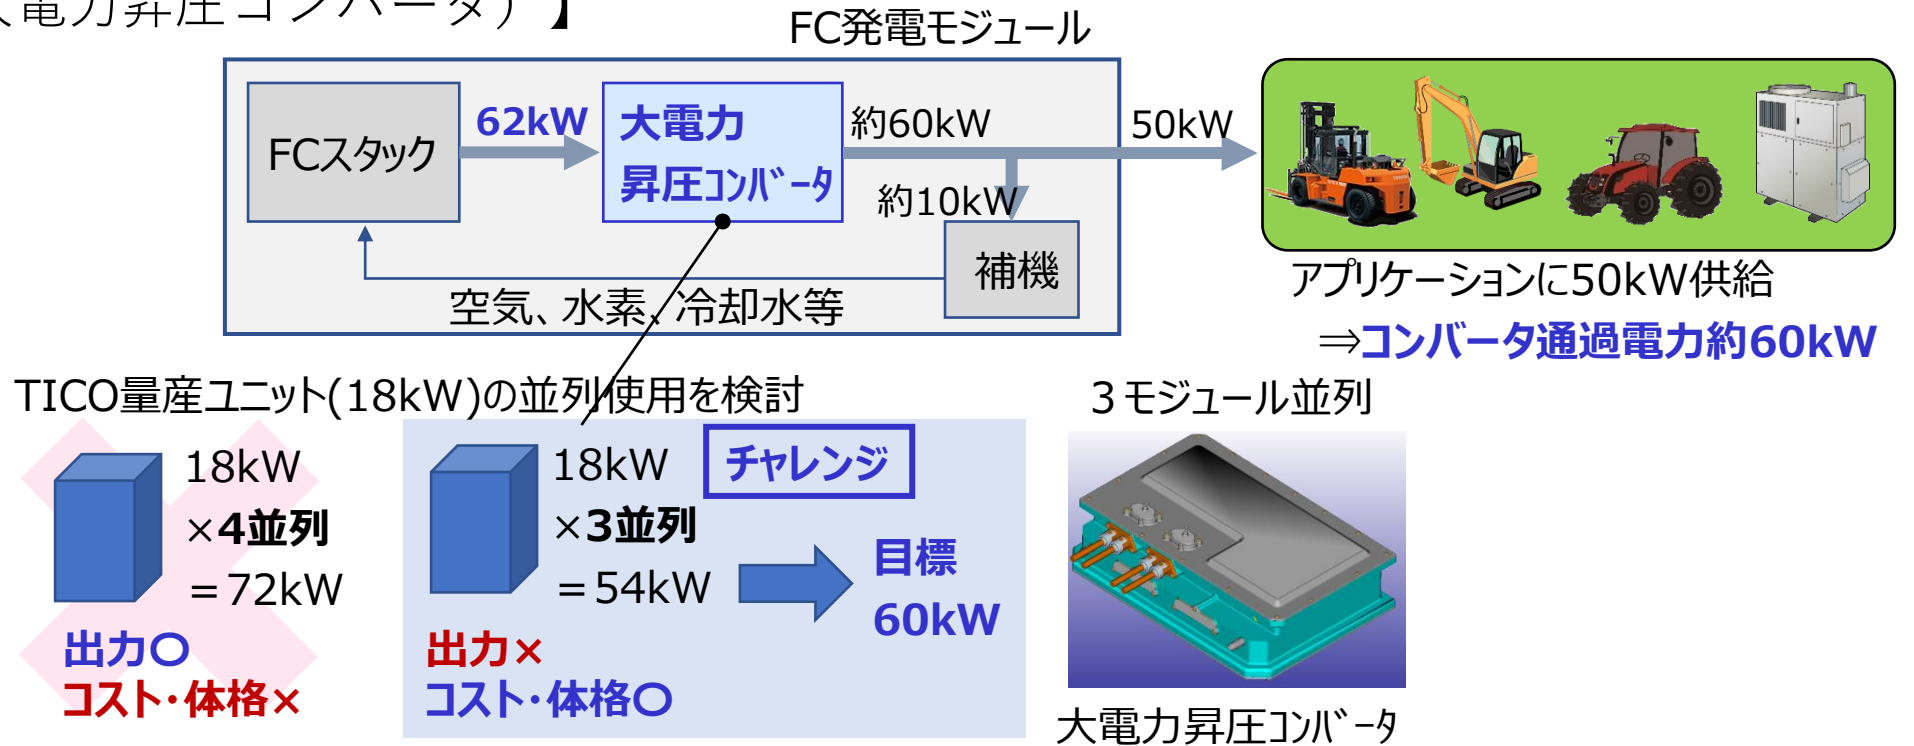 電力昇圧コンバータ）】
FC発電モジュール
FCスタック
62kW
大電力
昇圧ｺﾝﾊﾞｰﾀ
約60kW
50kW
約10kW
補機
空気、水素、冷却水等
アプリケーションに50kW供給
⇒コンバータ通過電力約60kW
TICO量産ユニット(18kW)の並列使用を検討
18kW
×4並列
＝72kW
出力〇
コスト・体格×
18kW
×3並列
＝54kW
チャレンジ
目標
60kW
出力×
コスト・体格〇
３モジュール並列
大電力昇圧ｺﾝﾊﾞｰﾀ